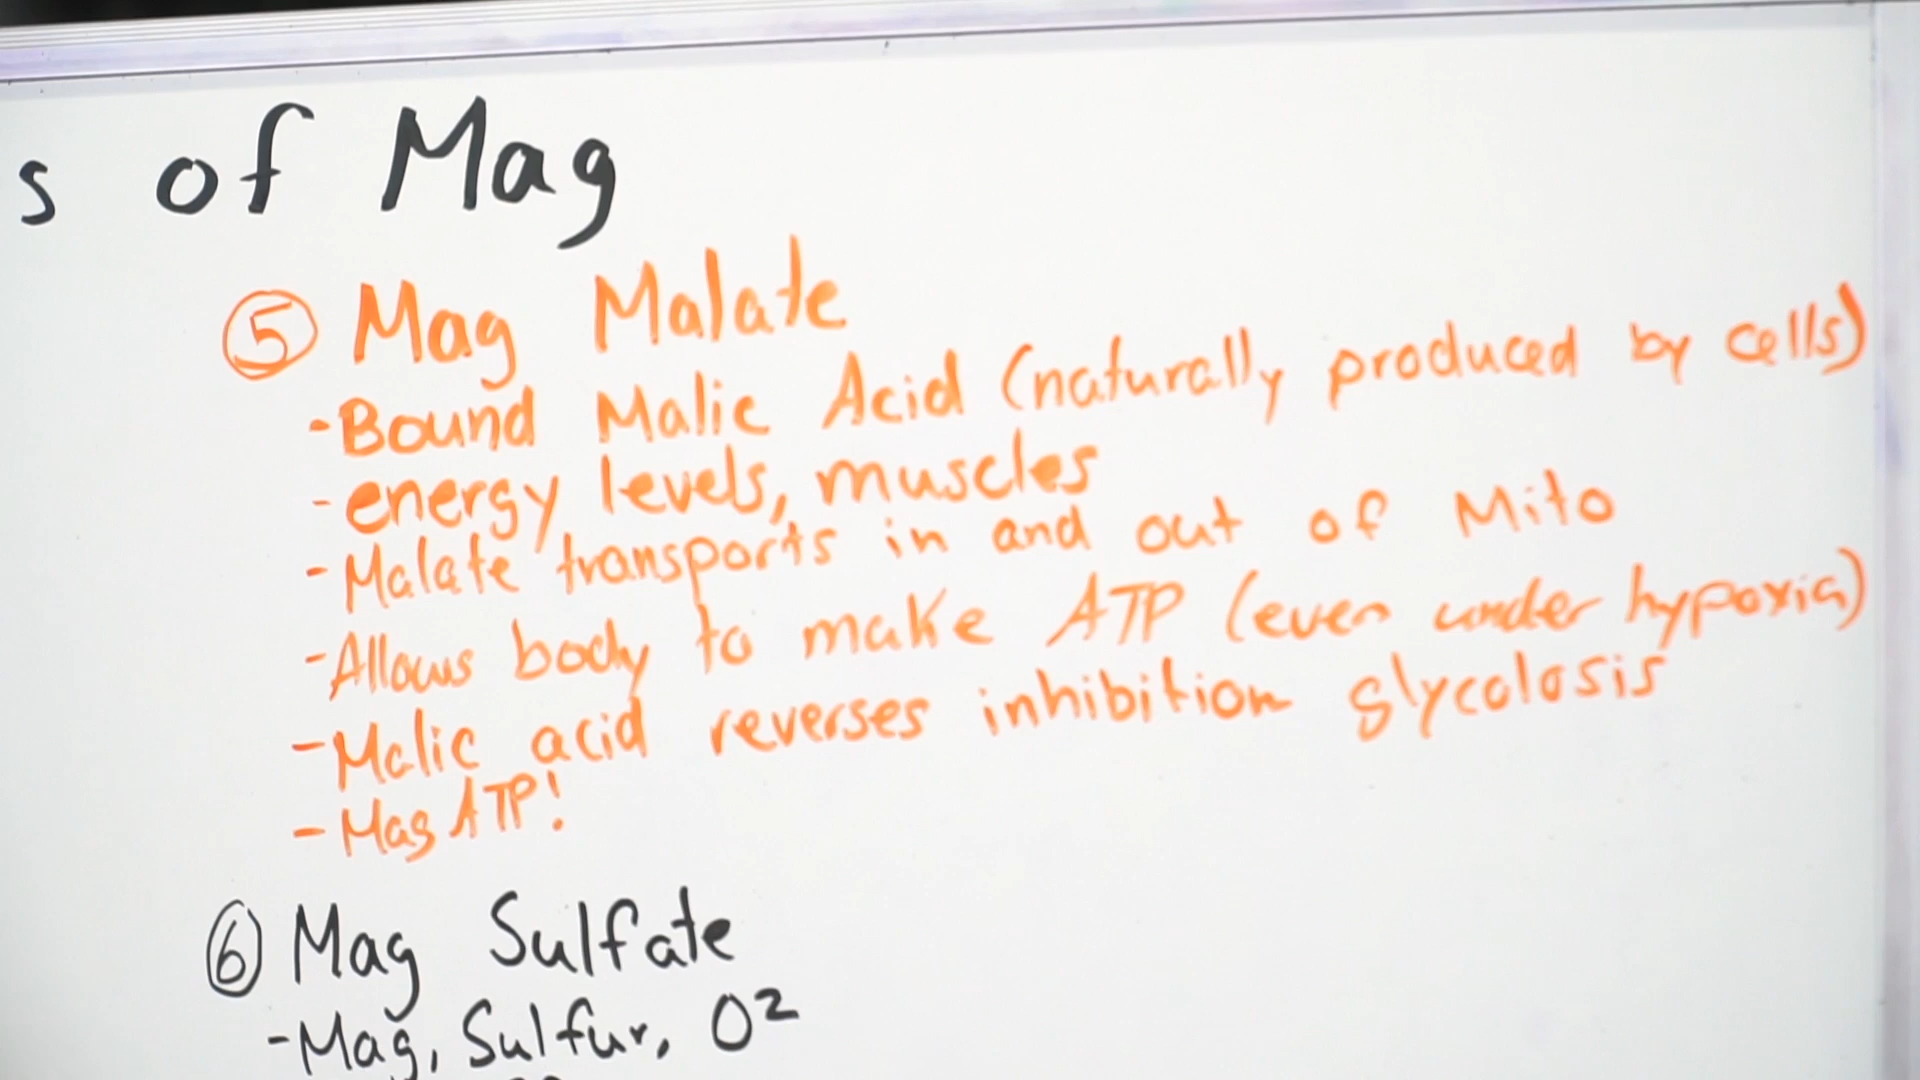 s of Mag
⑤ Mag Malate
-Bound Malic Acid (naturally produced by cells)
-energy levels, muscles
-Malate transports in and out of Mito
-Allows body to make ATP (even under hypoxia)
-Malic acid reverses inhibition glycolosis
-Mag ATP!
⑥ Mag Sulfate
-Mag, Sulfur, O²